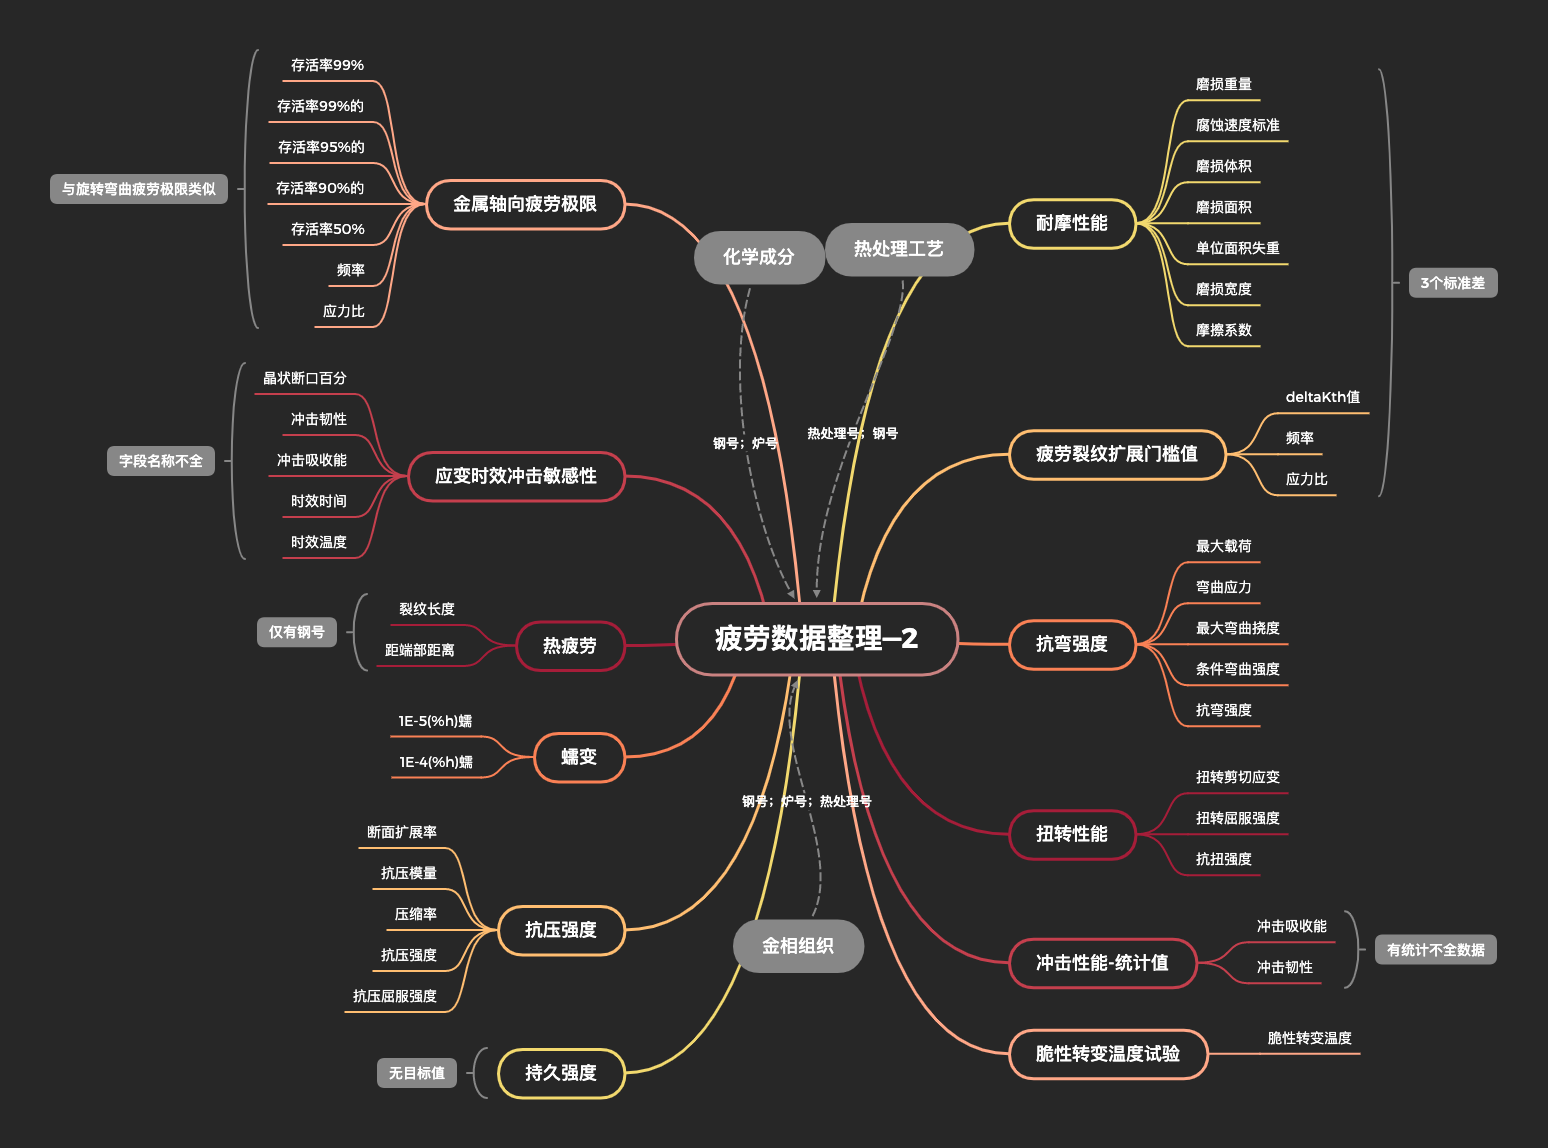 疲劳数据整理—2
化学成分
钢号；炉号
热处理工艺
热处理号；钢号
金相组织
钢号；炉号；热处理号
耐摩性能
磨损重量
腐蚀速度标准
磨损体积
磨损面积
单位面积失重
磨损宽度
摩擦系数
疲劳裂纹扩展门槛值
deltaKth值
频率
应力比
3个标准差
抗弯强度
最大载荷
弯曲应力
最大弯曲挠度
条件弯曲强度
抗弯强度
扭转性能
扭转剪切应变
扭转屈服强度
抗扭强度
冲击性能-统计值
冲击吸收能
冲击韧性
有统计不全数据
脆性转变温度试验
脆性转变温度
金属轴向疲劳极限
存活率99%
存活率99%的
存活率95%的
存活率90%的
存活率50%
频率
应力比
与旋转弯曲疲劳极限类似
应变时效冲击敏感性
晶状断口百分
冲击韧性
冲击吸收能
时效时间
时效温度
字段名称不全
热疲劳
裂纹长度
距端部距离
仅有钢号
蠕变
1E-5(%h)蠕
1E-4(%h)蠕
抗压强度
断面扩展率
抗压模量
压缩率
抗压强度
抗压屈服强度
持久强度
无目标值